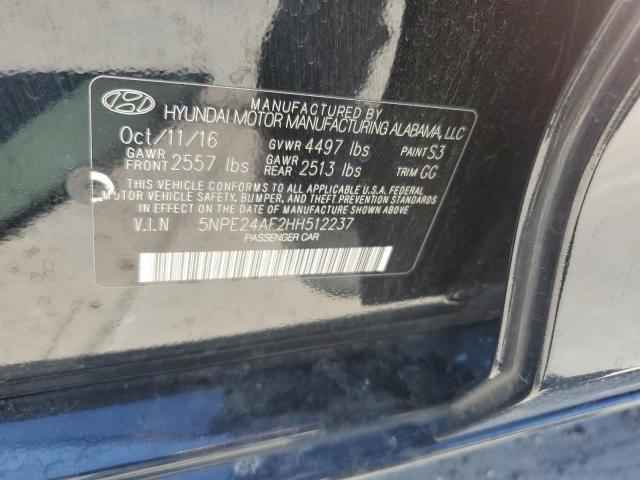 MANUFACTURED BY
HYUNDAI MOTOR MANUFACTURING ALABAMA, LLC
Oct/11/16 GVWR 4497 lbs PAINT S3
GAWR FRONT 2557 lbs GAWR REAR 2513 lbs TRIM GC
THIS VEHICLE CONFORMS TO ALL APPLICABLE U.S.A. FEDERAL
MOTOR VEHICLE SAFETY, BUMPER, AND THEFT PREVENTION STANDARDS
IN EFFECT ON THE DATE OF MANUFACTURE SHOWN ABOVE.
V.I.N 5NPE24AF2HH512237
PASSENGER CAR